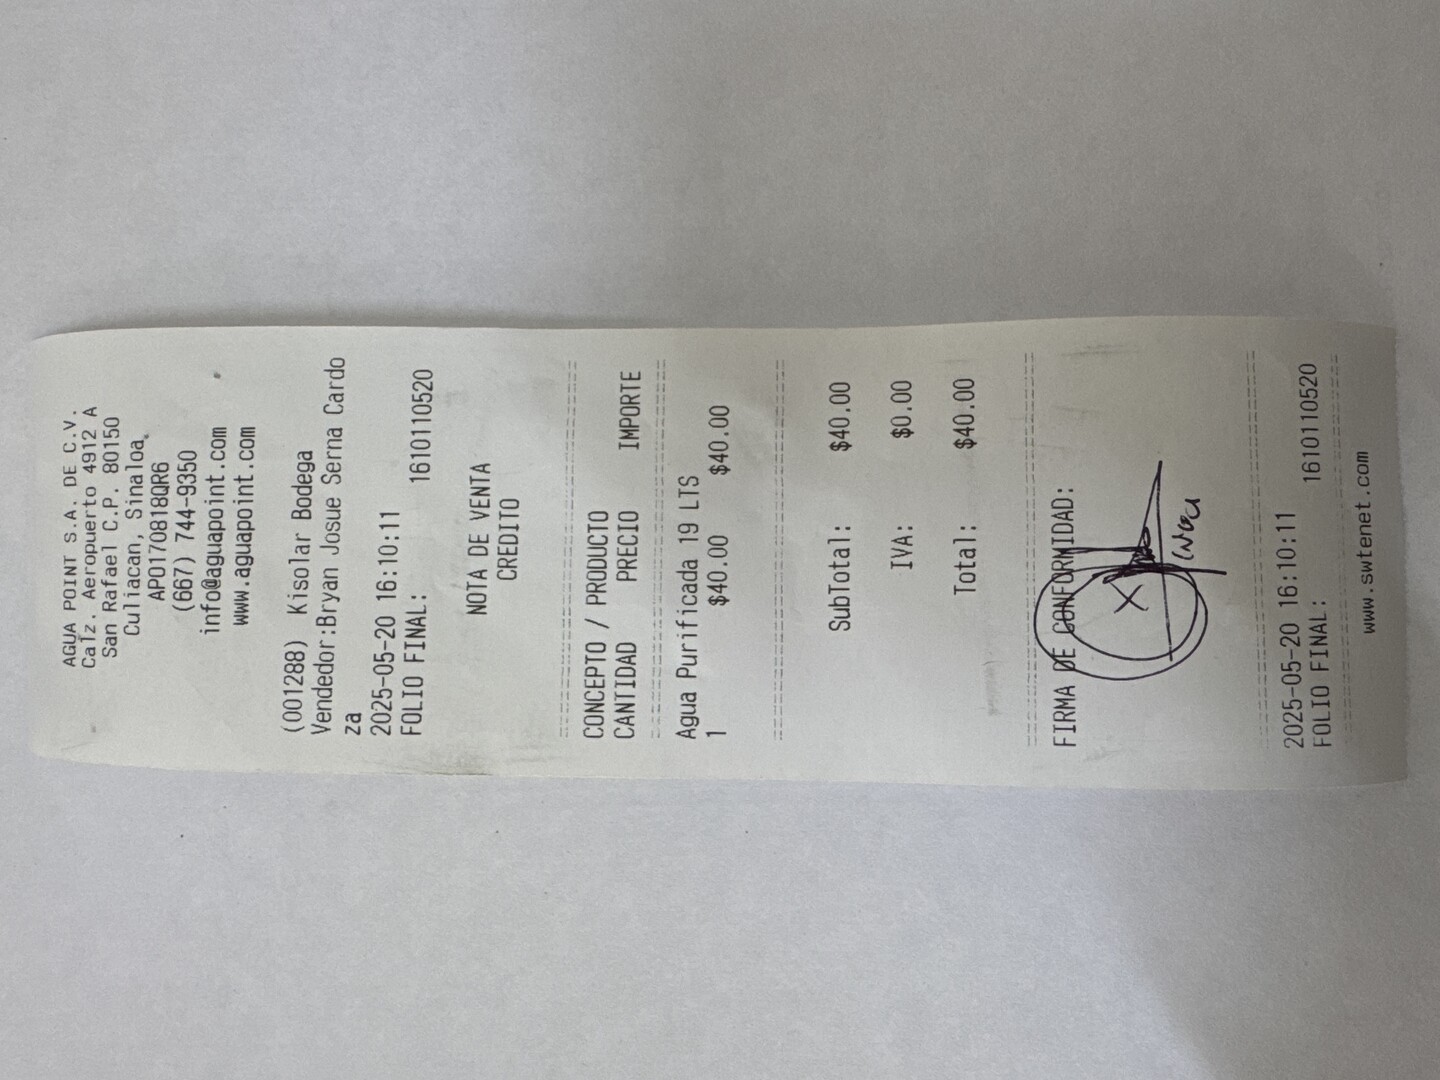 AGUA POINT S.A. DE C.V.
Calz. Aeropuerto 4912 A
San Rafael C.P. 80150
Culiacan, Sinaloa
APO170818QR6
(667) 744-9350
info@aguapoint.com
www.aguapoint.com
(001288) Kisolar Bodega
Vendedor:Bryan Josue Serna Cardo
za
2025-05-20 16:10:11
FOLIO FINAL: 1610110520
NOTA DE VENTA
CREDITO
CONCEPTO / PRODUCTO
CANTIDAD PRECIO IMPORTE
Agua Purificada 19 LTS
1 $40.00 $40.00
SubTotal: $40.00
IVA: $0.00
Total: $40.00
FIRMA DE CONFORMIDAD:
X
2025-05-20 16:10:11
FOLIO FINAL: 1610110520
www.swtenet.com